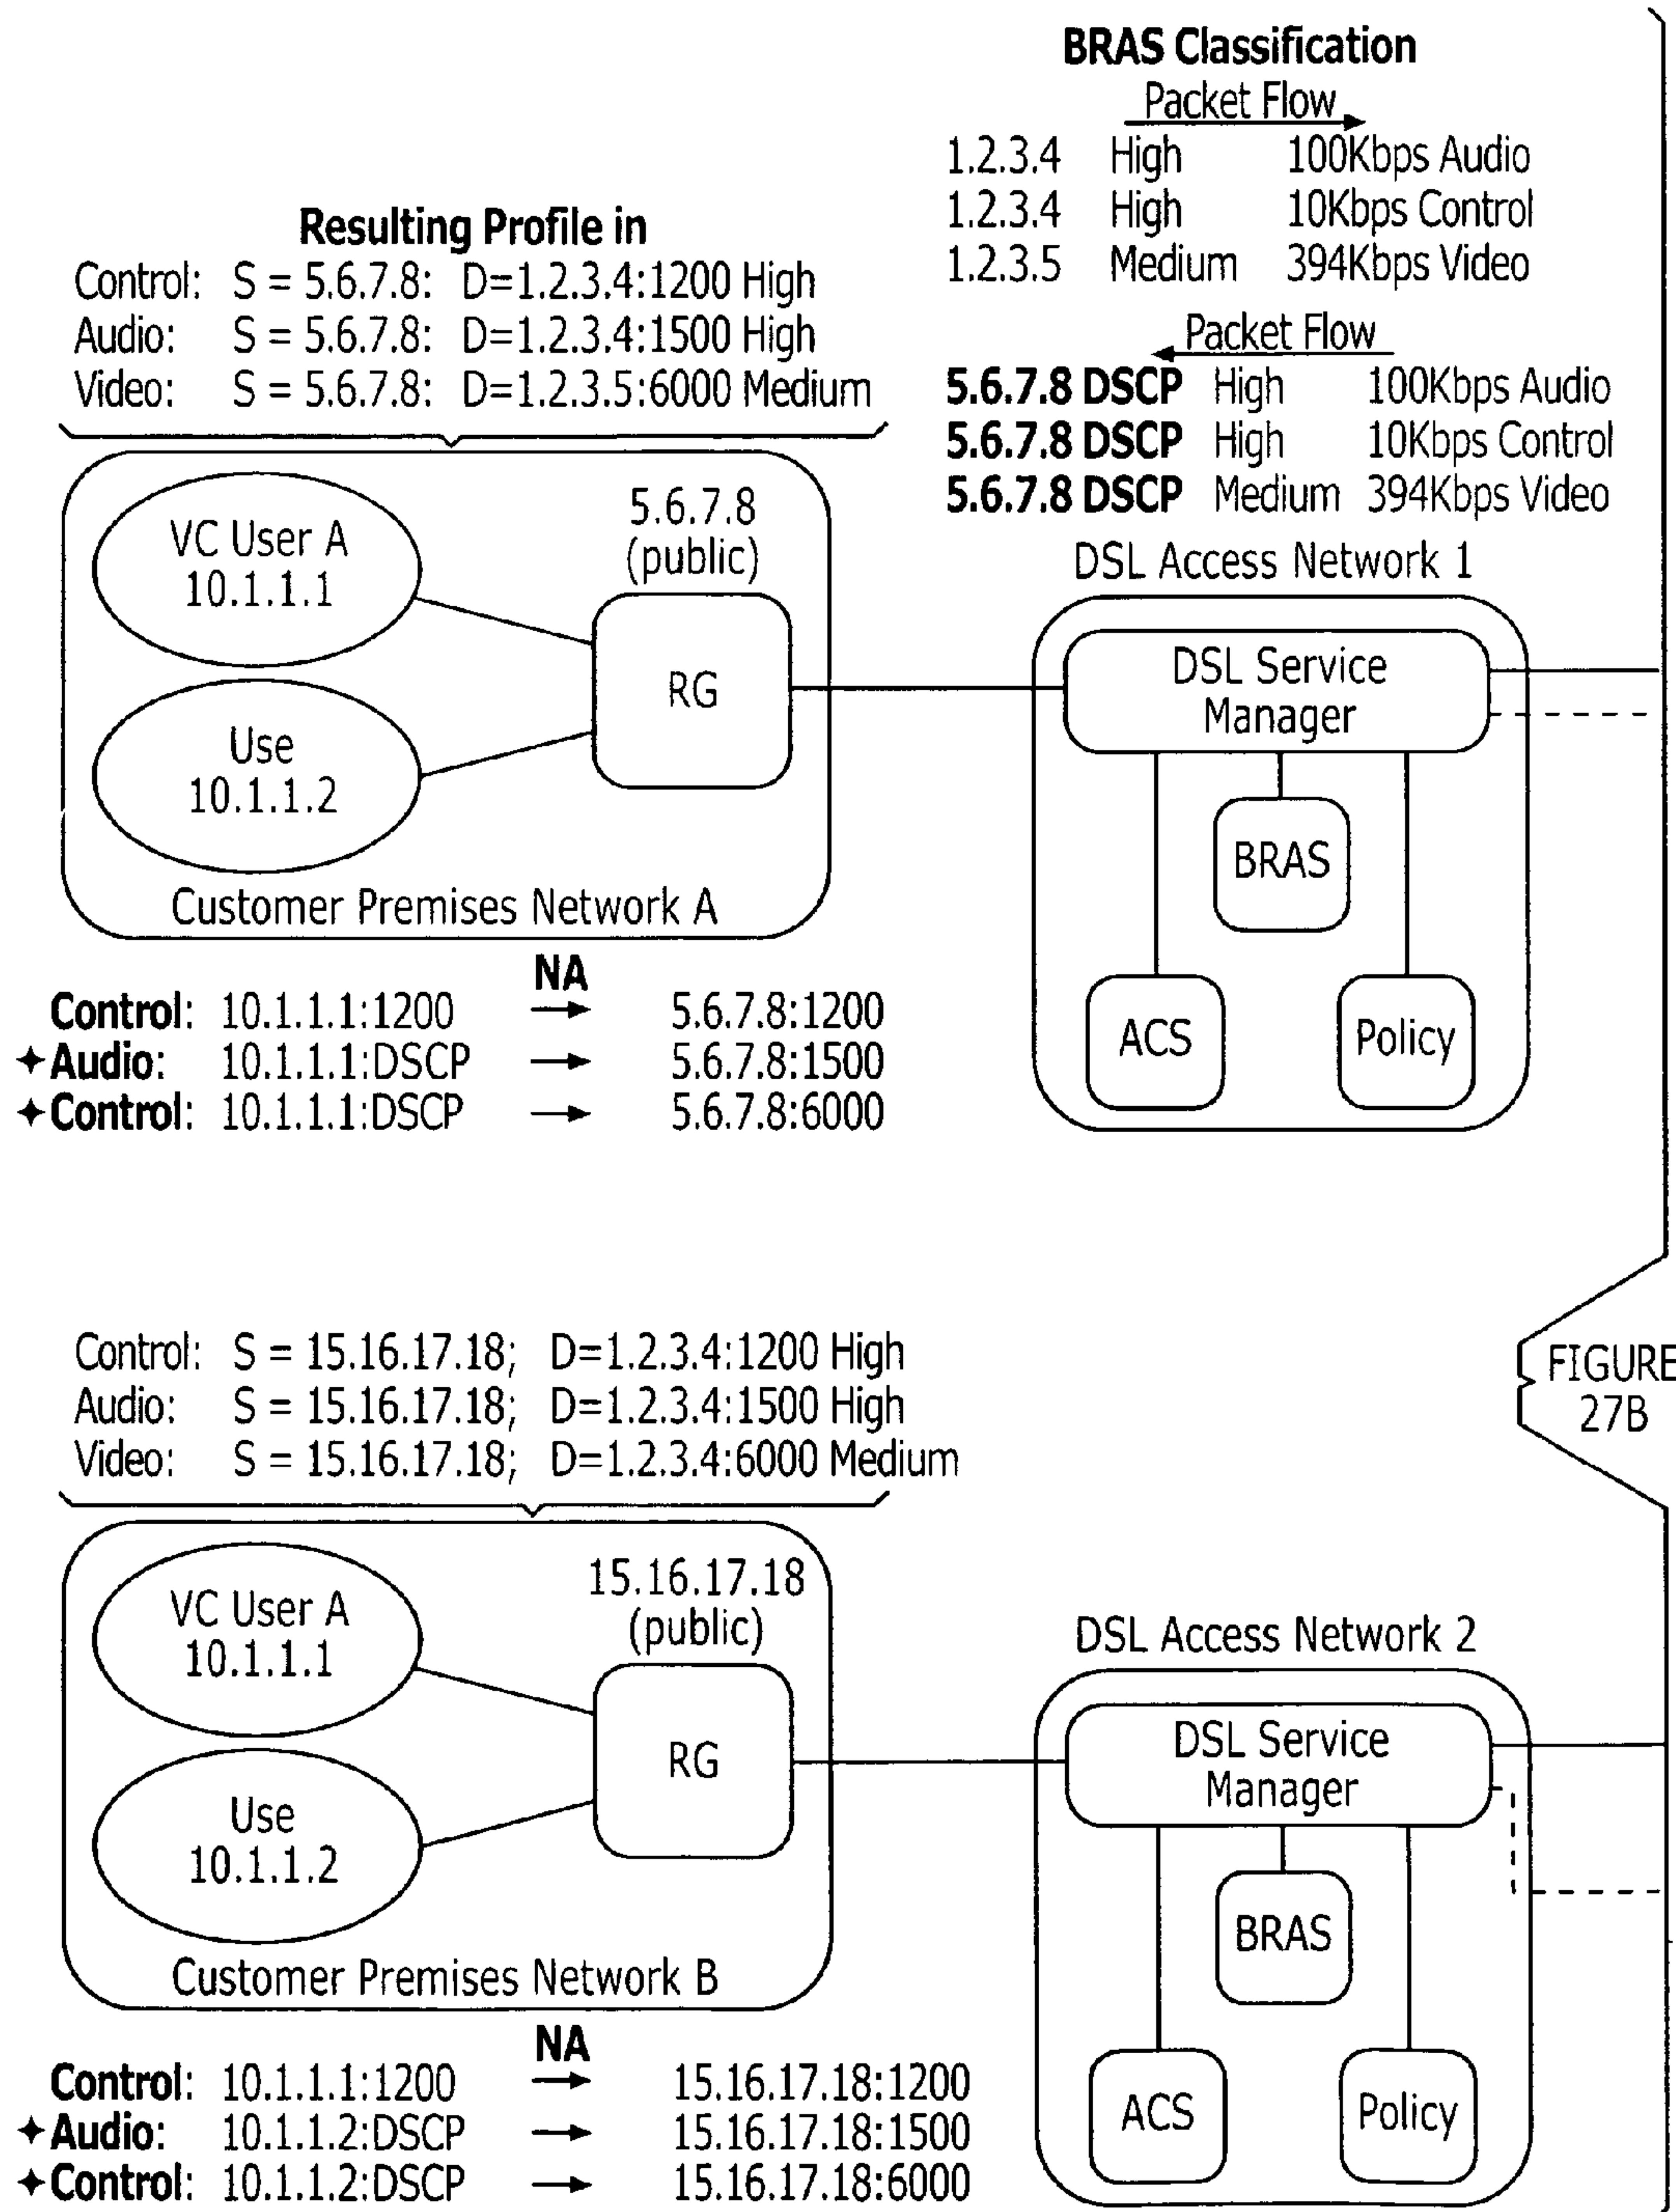 BRAS Classification
Packet Flow
1.2.3.4 High 100Kbps Audio
1.2.3.4 High 10Kbps Control
1.2.3.5 Medium 394Kbps Video
Packet Flow
5.6.7.8 DSCP High 100Kbps Audio
5.6.7.8 DSCP High 10Kbps Control
5.6.7.8 DSCP Medium 394Kbps Video
Resulting Profile in
Control: S = 5.6.7.8: D=1.2.3.4:1200 High
Audio: S = 5.6.7.8: D=1.2.3.4:1500 High
Video: S = 5.6.7.8: D=1.2.3.5:6000 Medium
VC User A
10.1.1.1
Use
10.1.1.2
5.6.7.8
(public)
RG
Customer Premises Network A
DSL Access Network 1
DSL Service
Manager
BRAS
ACS
Policy
NA
Control: 10.1.1.1:1200 → 5.6.7.8:1200
✦Audio: 10.1.1.1:DSCP → 5.6.7.8:1500
✦Control: 10.1.1.1:DSCP → 5.6.7.8:6000
FIGURE
27B
Control: S = 15.16.17.18; D=1.2.3.4:1200 High
Audio: S = 15.16.17.18; D=1.2.3.4:1500 High
Video: S = 15.16.17.18; D=1.2.3.4:6000 Medium
VC User A
10.1.1.1
Use
10.1.1.2
15.16.17.18
(public)
RG
Customer Premises Network B
DSL Access Network 2
DSL Service
Manager
BRAS
ACS
Policy
NA
Control: 10.1.1.1:1200 → 15.16.17.18:1200
✦Audio: 10.1.1.2:DSCP → 15.16.17.18:1500
✦Control: 10.1.1.2:DSCP → 15.16.17.18:6000